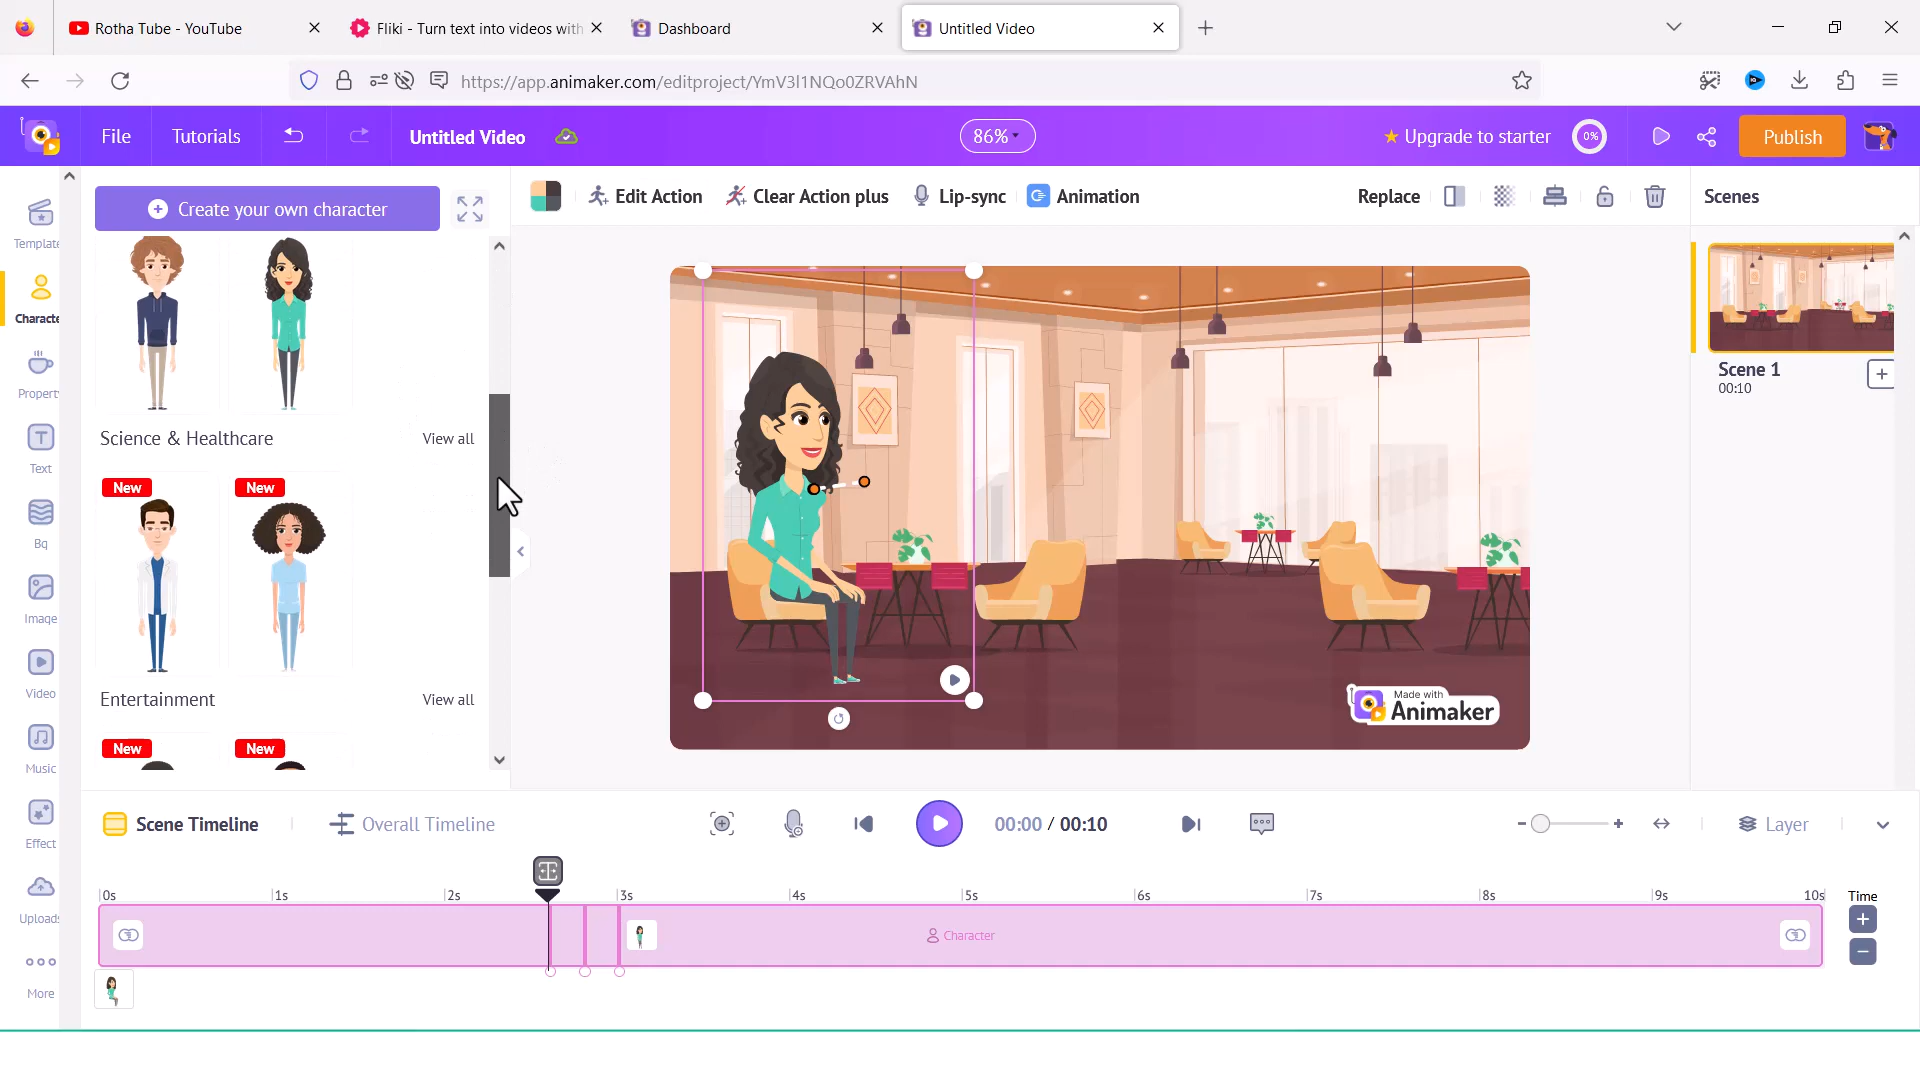 Rotha Tube - YouTube
Fliki - Turn text into videos with
Dashboard
Untitled Video
https://app.animaker.com/editproject/YmV3l1NQo0ZRVAhN
File
Tutorials
Untitled Video
86%
Upgrade to starter
0%
Publish
Create your own character
Edit Action
Clear Action plus
Lip-sync
Animation
Replace
Scenes
Template
Characte
Property
Text
Bg
Image
Video
Music
Effect
Uploads
More
Science & Healthcare
View all
New
New
Entertainment
View all
New
New
Made with
Animaker
Scene 1
00:10
Scene Timeline
Overall Timeline
00:00 / 00:10
Layer
0s
1s
2s
3s
4s
5s
6s
7s
8s
9s
10s
Time
Character